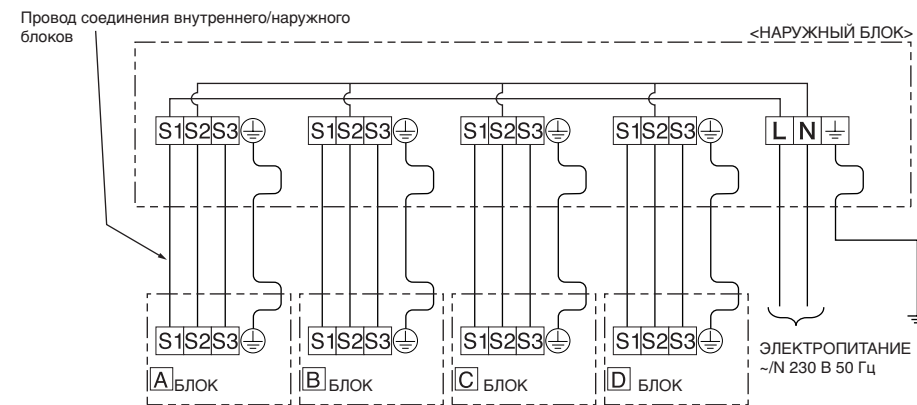 Провод соединения внутреннего/наружного
блоков
<НАРУЖНЫЙ БЛОК>
S1 S2 S3 S1 S2 S3 S1 S2 S3 S1 S2 S3 L N
S1 S2 S3 S1 S2 S3 S1 S2 S3 S1 S2 S3
A БЛОК B БЛОК C БЛОК D БЛОК
ЭЛЕКТРОПИТАНИЕ
~/N 230 В 50 Гц